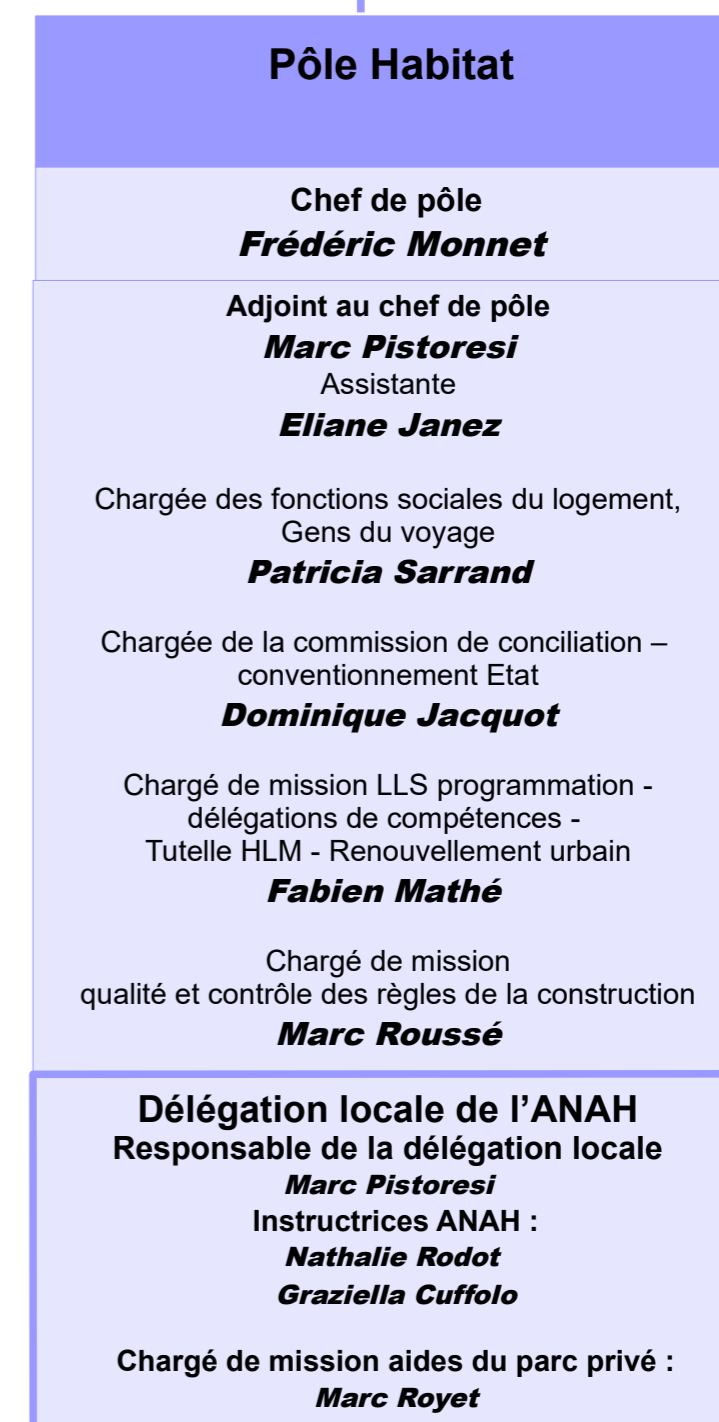 Pôle Habitat
Chef de pôle
Frédéric Monnet
Adjoint au chef de pôle
Marc Pistoresi
Assistante
Eliane Janez
Chargée des fonctions sociales du logement,
Gens du voyage
Patricia Sarrand
Chargée de la commission de conciliation –
conventionnement Etat
Dominique Jacquot
Chargé de mission LLS programmation -
délégations de compétences -
Tutelle HLM - Renouvellement urbain
Fabien Mathé
Chargé de mission
qualité et contrôle des règles de la construction
Marc Roussé
Délégation locale de l’ANAH
Responsable de la délégation locale
Marc Pistoresi
Instructrices ANAH :
Nathalie Rodot
Graziella Cuffolo
Chargé de mission aides du parc privé :
Marc Royet